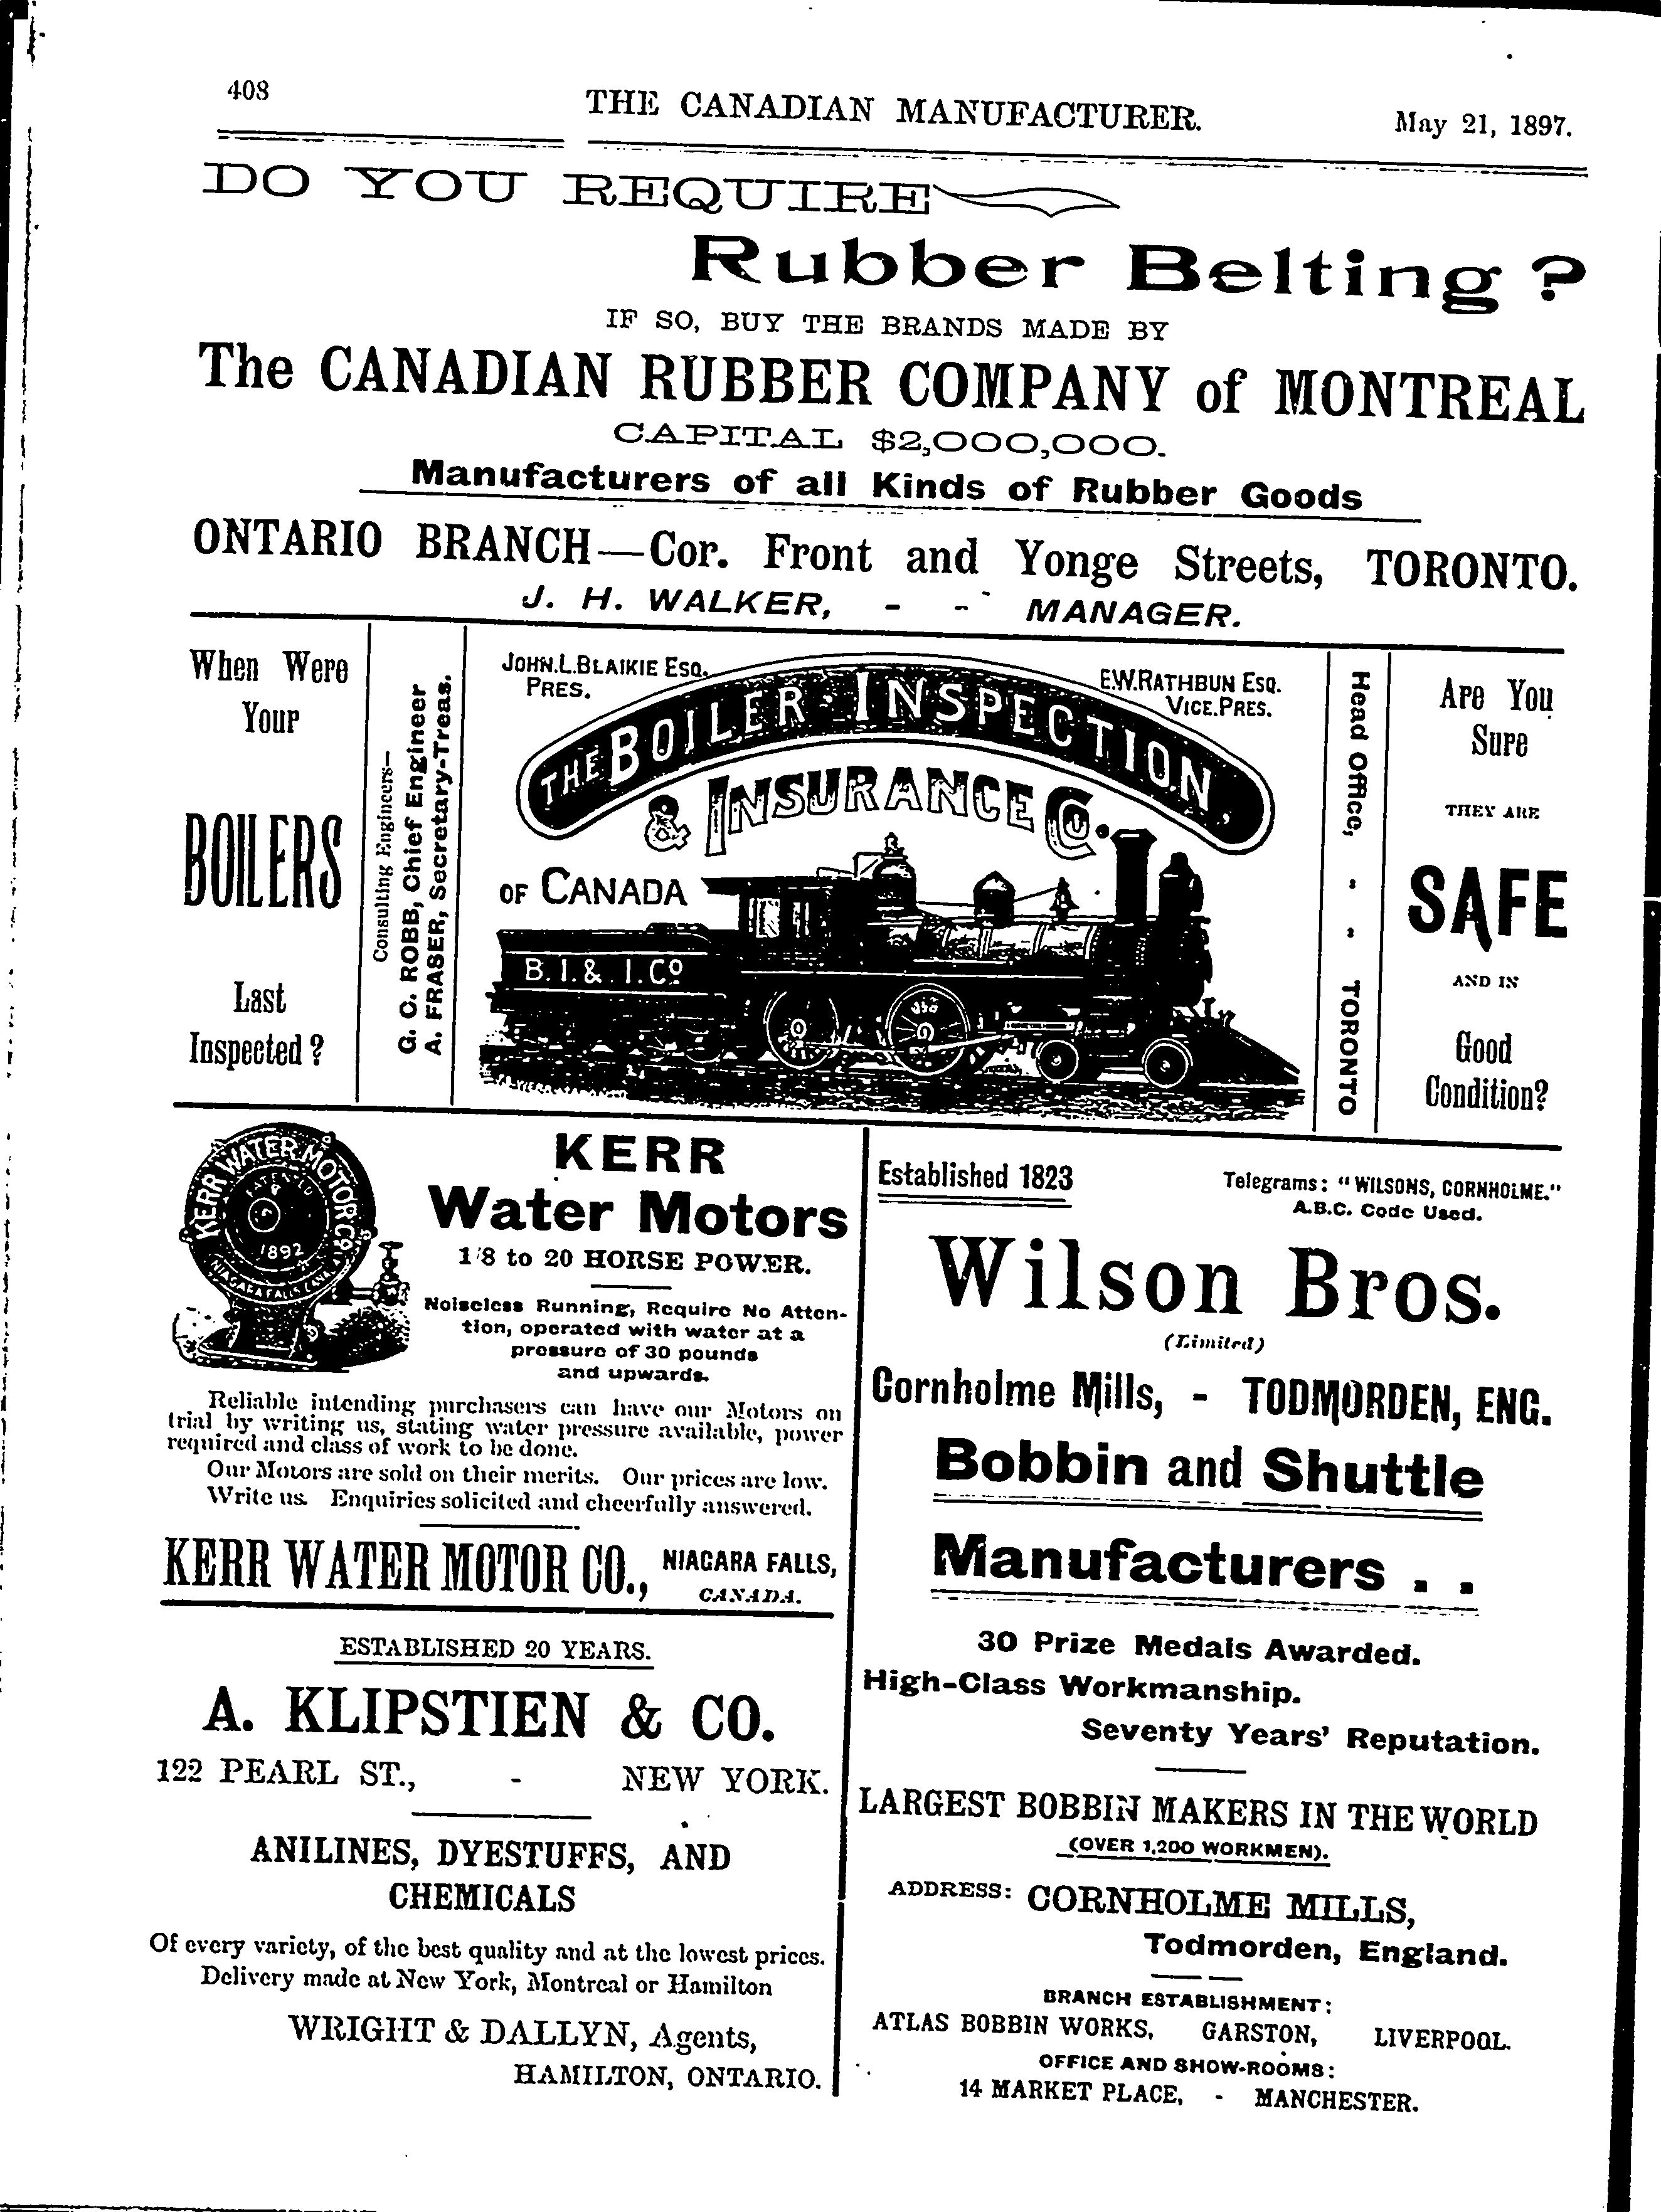 408
THE CANADIAN MANUFACTURER.
May 21, 1897.
DO YOU REQUIRE
Rubber Belting?
IF SO, BUY THE BRANDS MADE BY
The CANADIAN RUBBER COMPANY of MONTREAL
CAPITAL $2,000,000.
Manufacturers of all Kinds of Rubber Goods
ONTARIO BRANCH—Cor. Front and Yonge Streets, TORONTO.
J. H. WALKER, - - MANAGER.
When Were
Your
BOILERS
Last
Inspected?
Consulting Engineers—
G. C. ROBB, Chief Engineer
A. FRASER, Secretary-Treas.
JOHN.L.BLAIKIE ESQ.
PRES.
E.W.RATHBUN ESQ.
VICE.PRES.
THE BOILER INSPECTION
& INSURANCE Co.
OF CANADA
B. I. & I. Co
Head Office, - - TORONTO
Are You
Sure
THEY ARE
SAFE
AND IN
Good
Condition?
KERR WATER MOTOR Co.
PATENTED
1892
NIAGARA FALLS CANADA
KERR
Water Motors
1/8 to 20 HORSE POWER.
Noiseless Running, Require No Atten-
tion, operated with water at a
pressure of 30 pounds
and upwards.
Reliable intending purchasers can have our Motors on
trial by writing us, stating water pressure available, power
required and class of work to be done.
Our Motors are sold on their merits. Our prices are low.
Write us. Enquiries solicited and cheerfully answered.
KERR WATER MOTOR CO., NIAGARA FALLS,
CANADA.
ESTABLISHED 20 YEARS.
A. KLIPSTIEN & CO.
122 PEARL ST., - NEW YORK.
ANILINES, DYESTUFFS, AND
CHEMICALS
Of every variety, of the best quality and at the lowest prices.
Delivery made at New York, Montreal or Hamilton
WRIGHT & DALLYN, Agents,
HAMILTON, ONTARIO.
Established 1823
Telegrams: "WILSONS, CORNHOLME."
A.B.C. Code Used.
Wilson Bros.
(Limited)
Cornholme Mills, - TODMORDEN, ENG.
Bobbin and Shuttle
Manufacturers . .
30 Prize Medals Awarded.
High-Class Workmanship.
Seventy Years' Reputation.
LARGEST BOBBIN MAKERS IN THE WORLD
(OVER 1,200 WORKMEN).
ADDRESS: CORNHOLME MILLS,
Todmorden, England.
BRANCH ESTABLISHMENT:
ATLAS BOBBIN WORKS, GARSTON, LIVERPOOL.
OFFICE AND SHOW-ROOMS:
14 MARKET PLACE, - MANCHESTER.